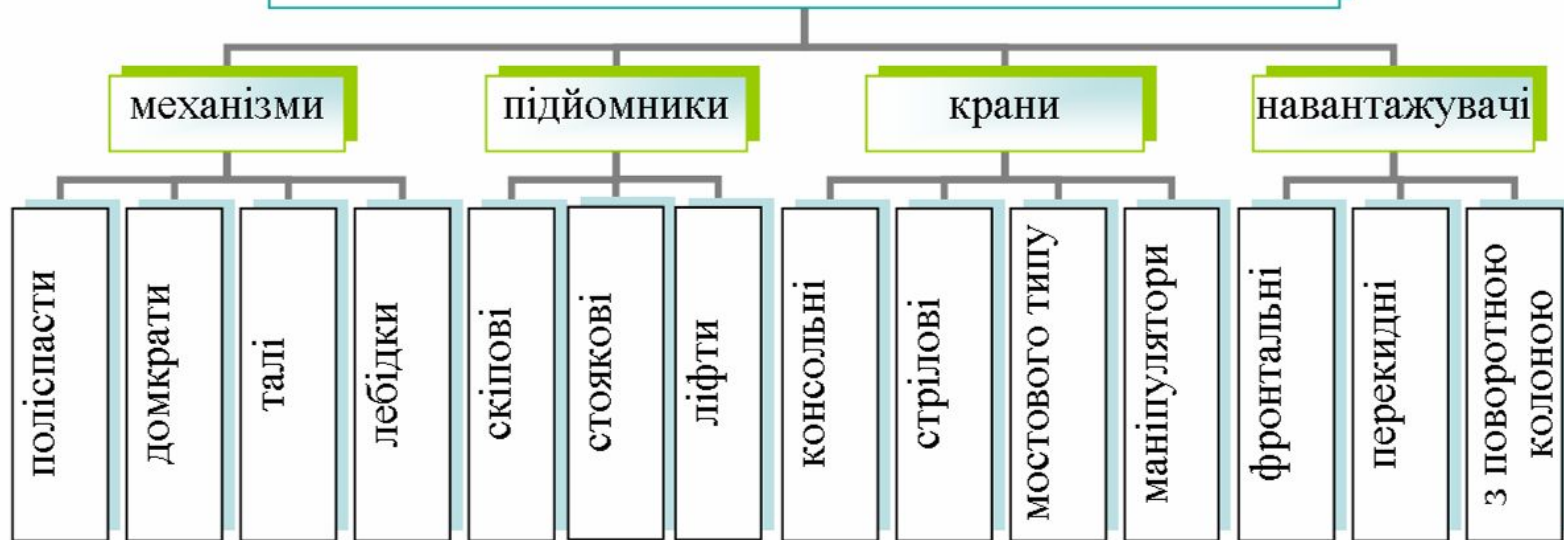 механізми
підйомники
крани
навантажувачі
поліспасти
домкрати
талі
лебідки
скіпові
стоякові
ліфти
консольні
стрілові
мостового типу
маніпулятори
фронтальні
перекидні
з поворотною
колоною